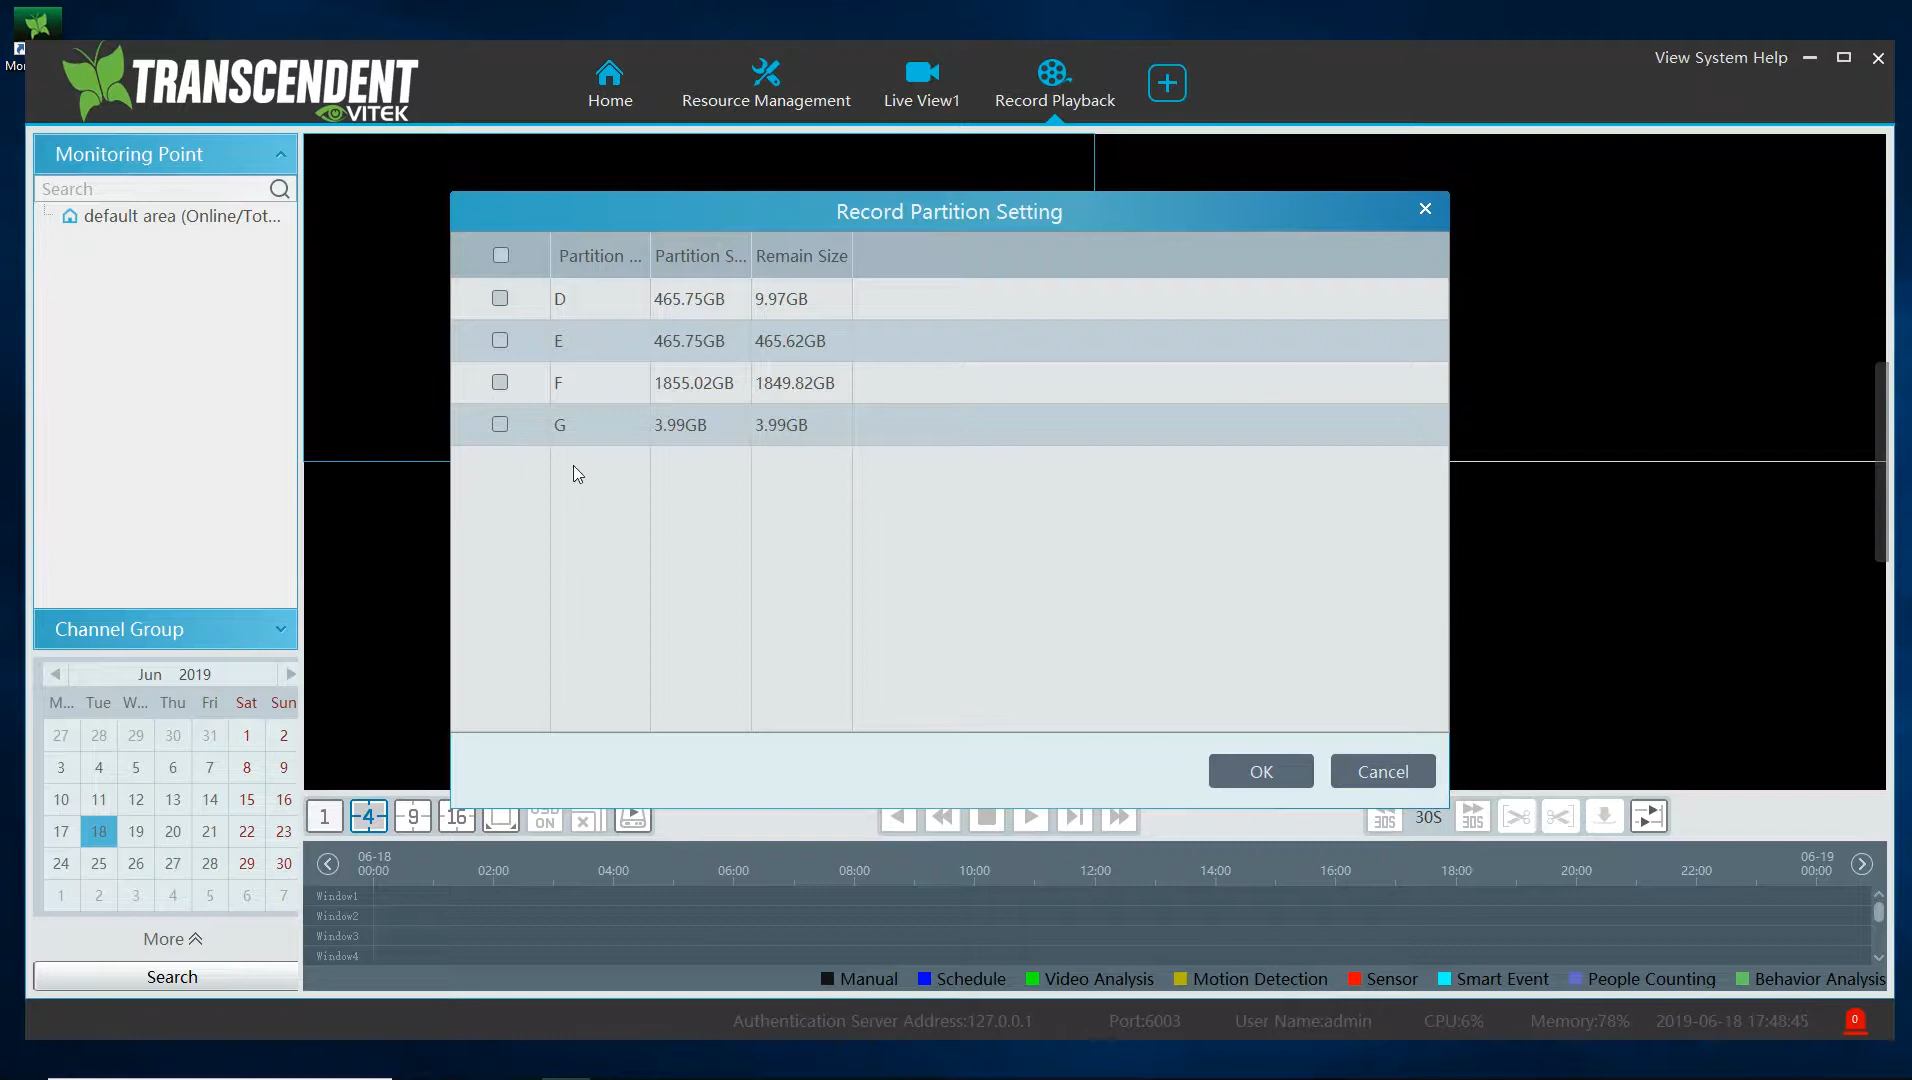 Mor
TRANSCENDENT
VITEK
Home
Resource Management
Live View1
Record Playback
View System Help
Monitoring Point
Search
default area (Online/Tot...
Record Partition Setting
Partition ... Partition S... Remain Size
D 465.75GB 9.97GB
E 465.75GB 465.62GB
F 1855.02GB 1849.82GB
G 3.99GB 3.99GB
OK Cancel
Channel Group
Jun 2019
M... Tue W... Thu Fri Sat Sun
27 28 29 30 31 1 2
3 4 5 6 7 8 9
10 11 12 13 14 15 16
17 18 19 20 21 22 23
24 25 26 27 28 29 30
1 2 3 4 5 6 7
More
Search
1 4 9 16 ON 30S 30S 30S
06-18 06-19
00:00 02:00 04:00 06:00 08:00 10:00 12:00 14:00 16:00 18:00 20:00 22:00 00:00
Window1
Window2
Window3
Window4
Manual Schedule Video Analysis Motion Detection Sensor Smart Event People Counting Behavior Analysis
Authentication Server Address:127.0.0.1 Port:6003 User Name:admin CPU:6% Memory:78% 2019-06-18 17:48:45 0